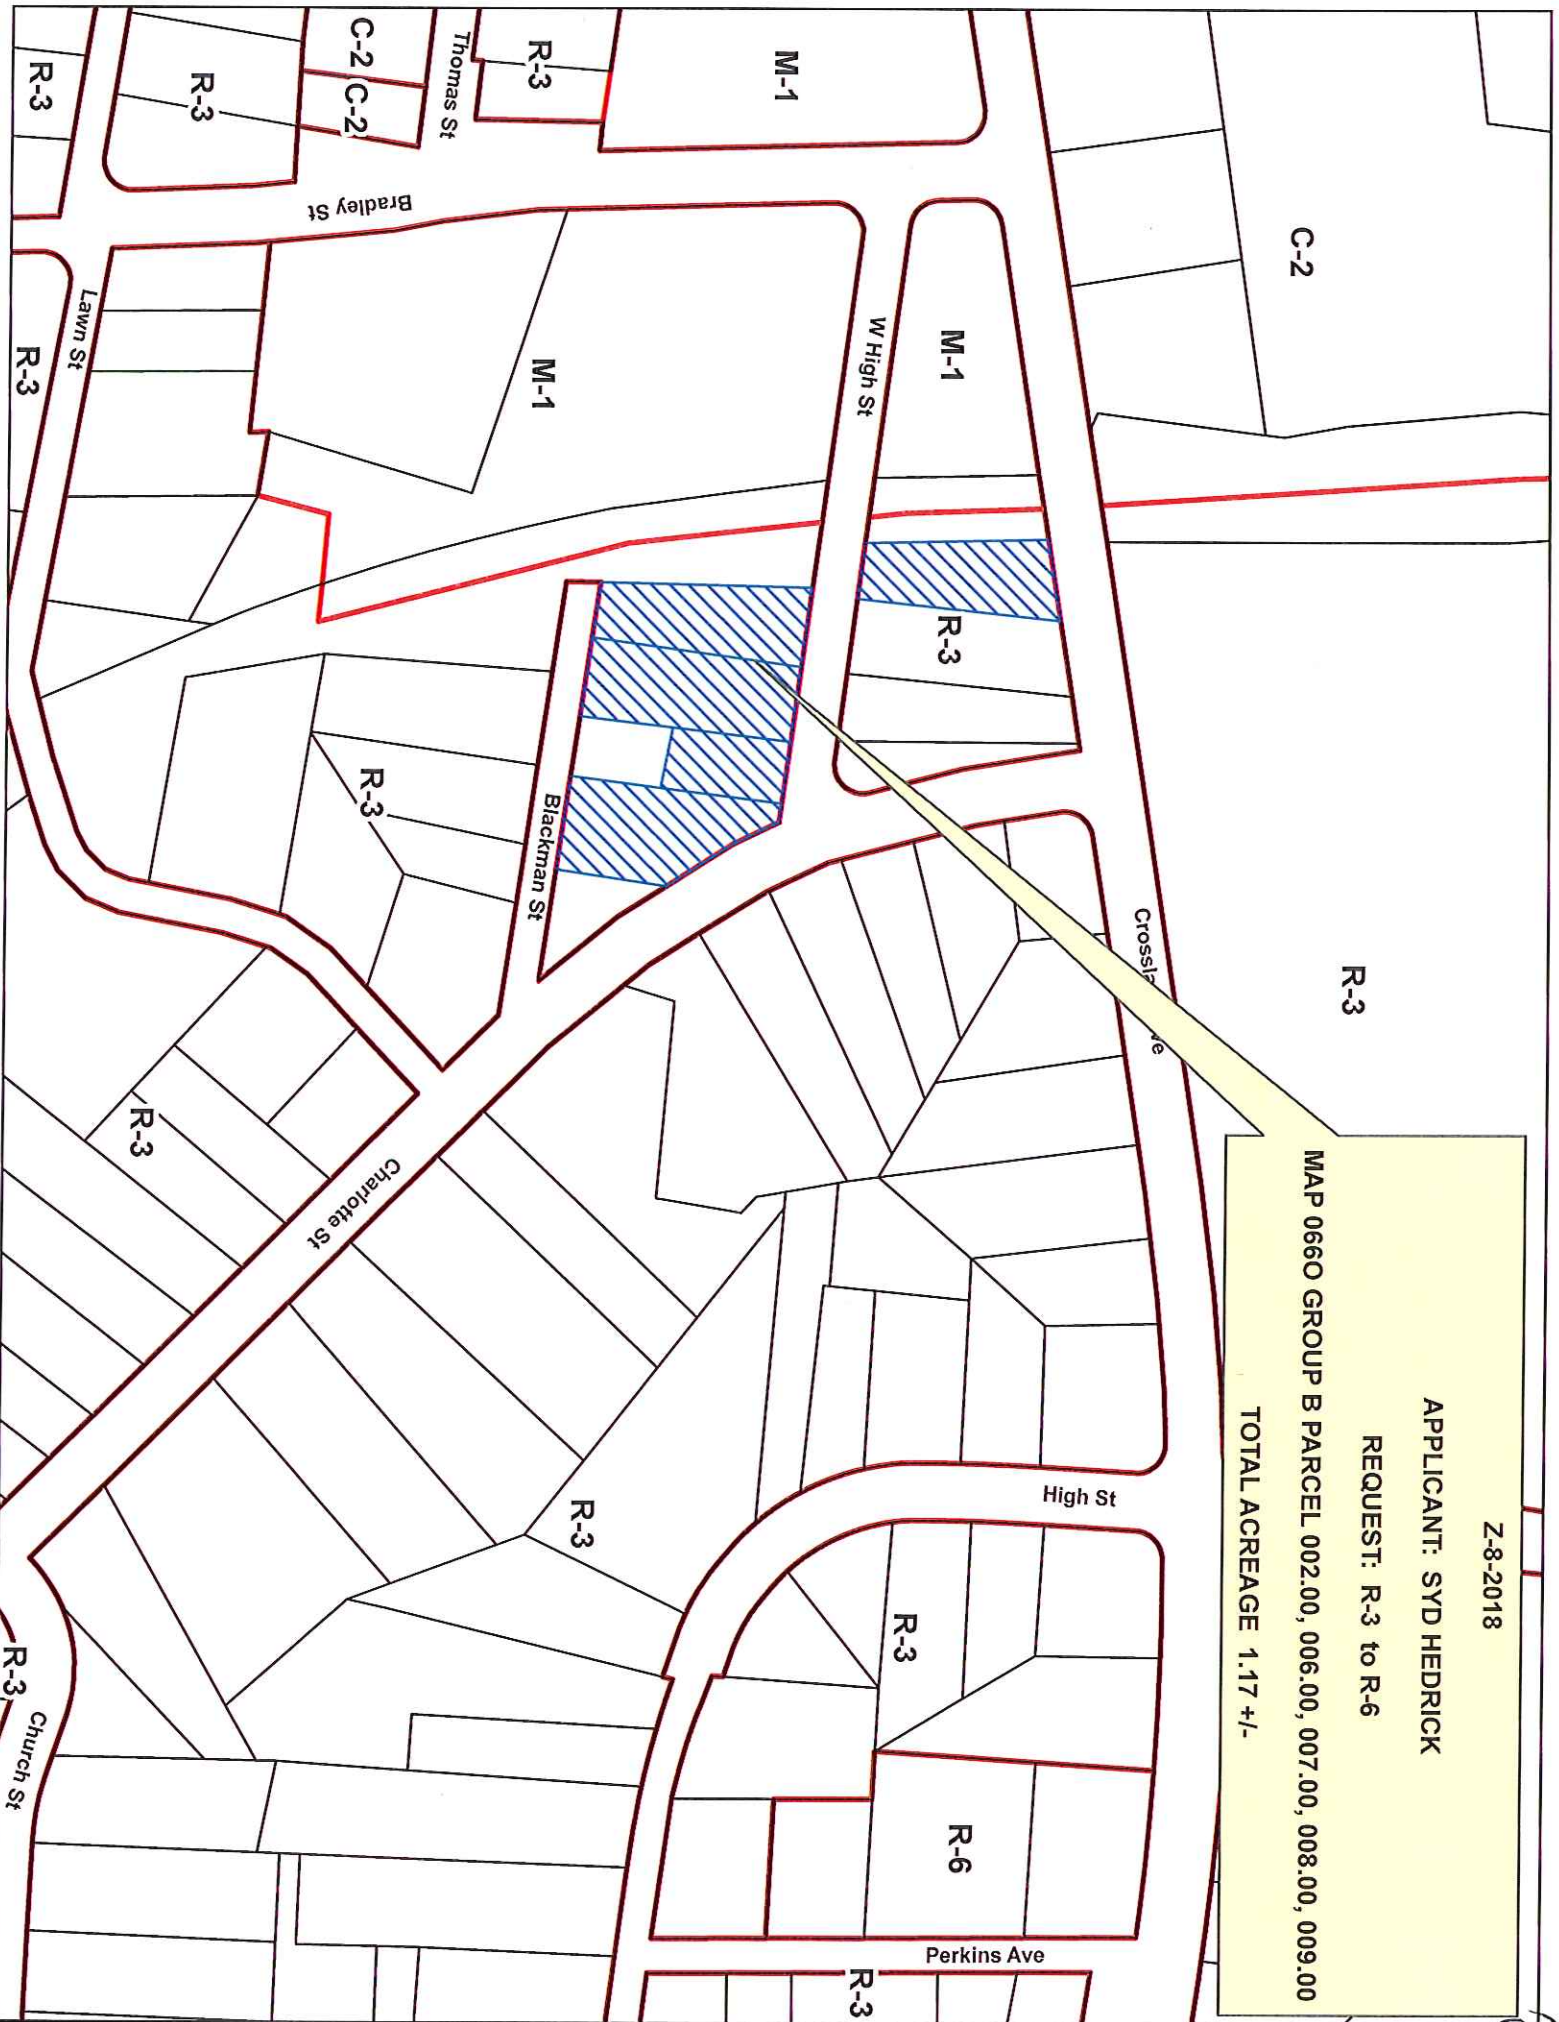 Z-8-2018
APPLICANT: SYD HEDRICK
REQUEST: R-3 to R-6
MAP 066O GROUP B PARCEL 002.00, 006.00, 007.00, 008.00, 009.00
TOTAL ACREAGE 1.17 +/-
C-2
R-3
Crossla
ve
M-1
M-1
R-3
W High St
High St
Perkins Ave
R-3
R-6
R-3
R-3
M-1
Blackman St
R-3
Thomas St
Bradley St
C-2
C-2
R-3
R-3
Charlotte St
R-3
R-3
Lawn St
R-3
R-3
Church St